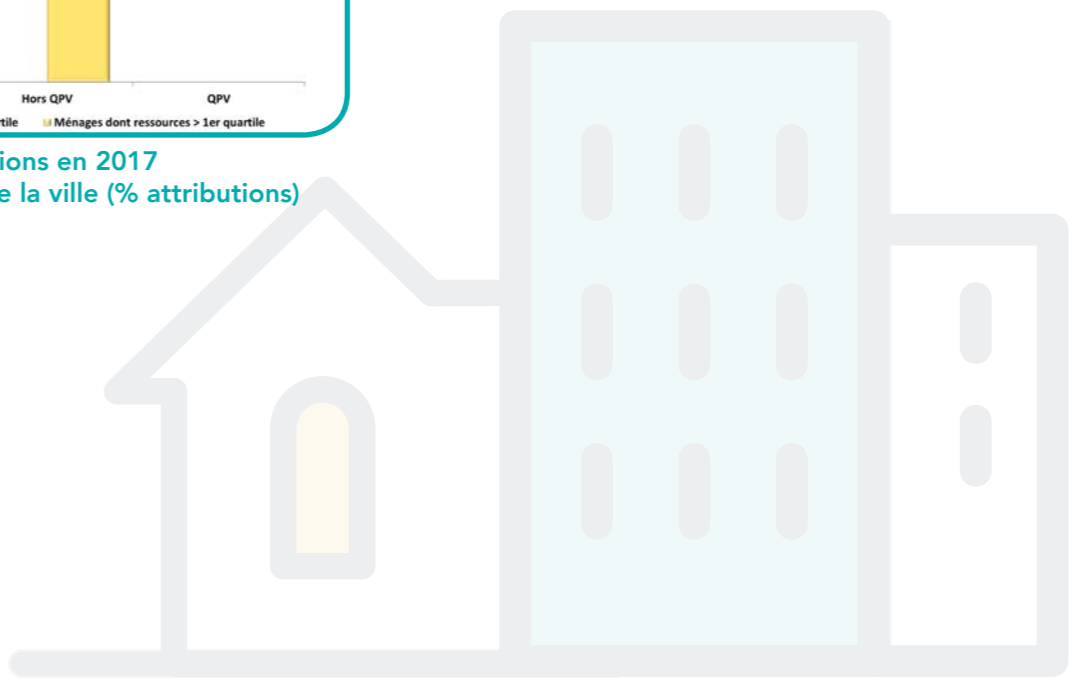 Hors QPV QPV
rtile Ménages dont ressources > 1er quartile
ions en 2017
e la ville (% attributions)